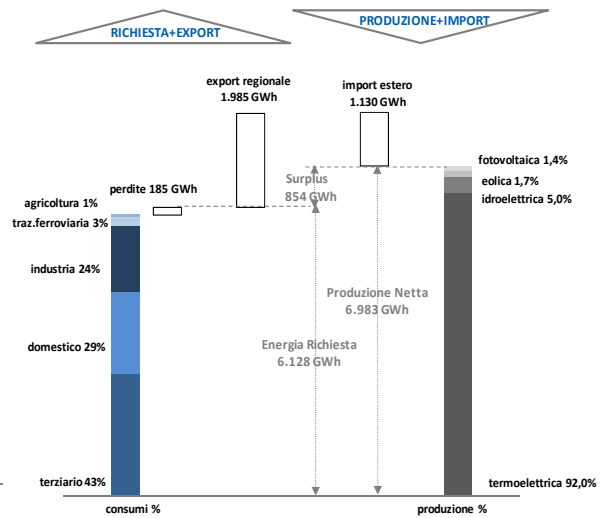 RICHIESTA+EXPORT
PRODUZIONE+IMPORT
export regionale
1.985 GWh
import estero
1.130 GWh
fotovoltaica 1,4%
eolica 1,7%
idroelettrica 5,0%
Surplus
854 GWh
perdite 185 GWh
agricoltura 1%
traz.ferroviaria 3%
industria 24%
Produzione Netta
6.983 GWh
Energia Richiesta
6.128 GWh
domestico 29%
terziario 43%
termoelettrica 92,0%
consumi %
produzione %